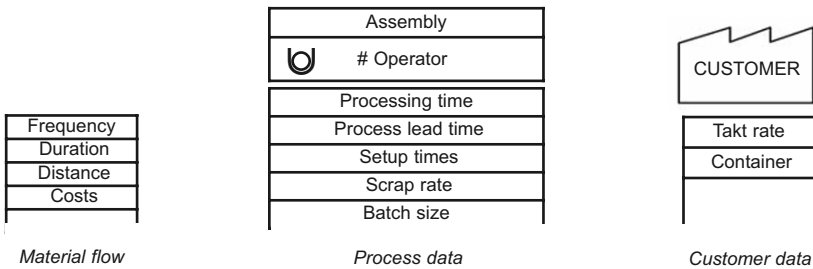 Assembly
# Operator
CUSTOMER
Frequency
Duration
Distance
Costs
Processing time
Process lead time
Setup times
Scrap rate
Batch size
Takt rate
Container
Material flow
Process data
Customer data